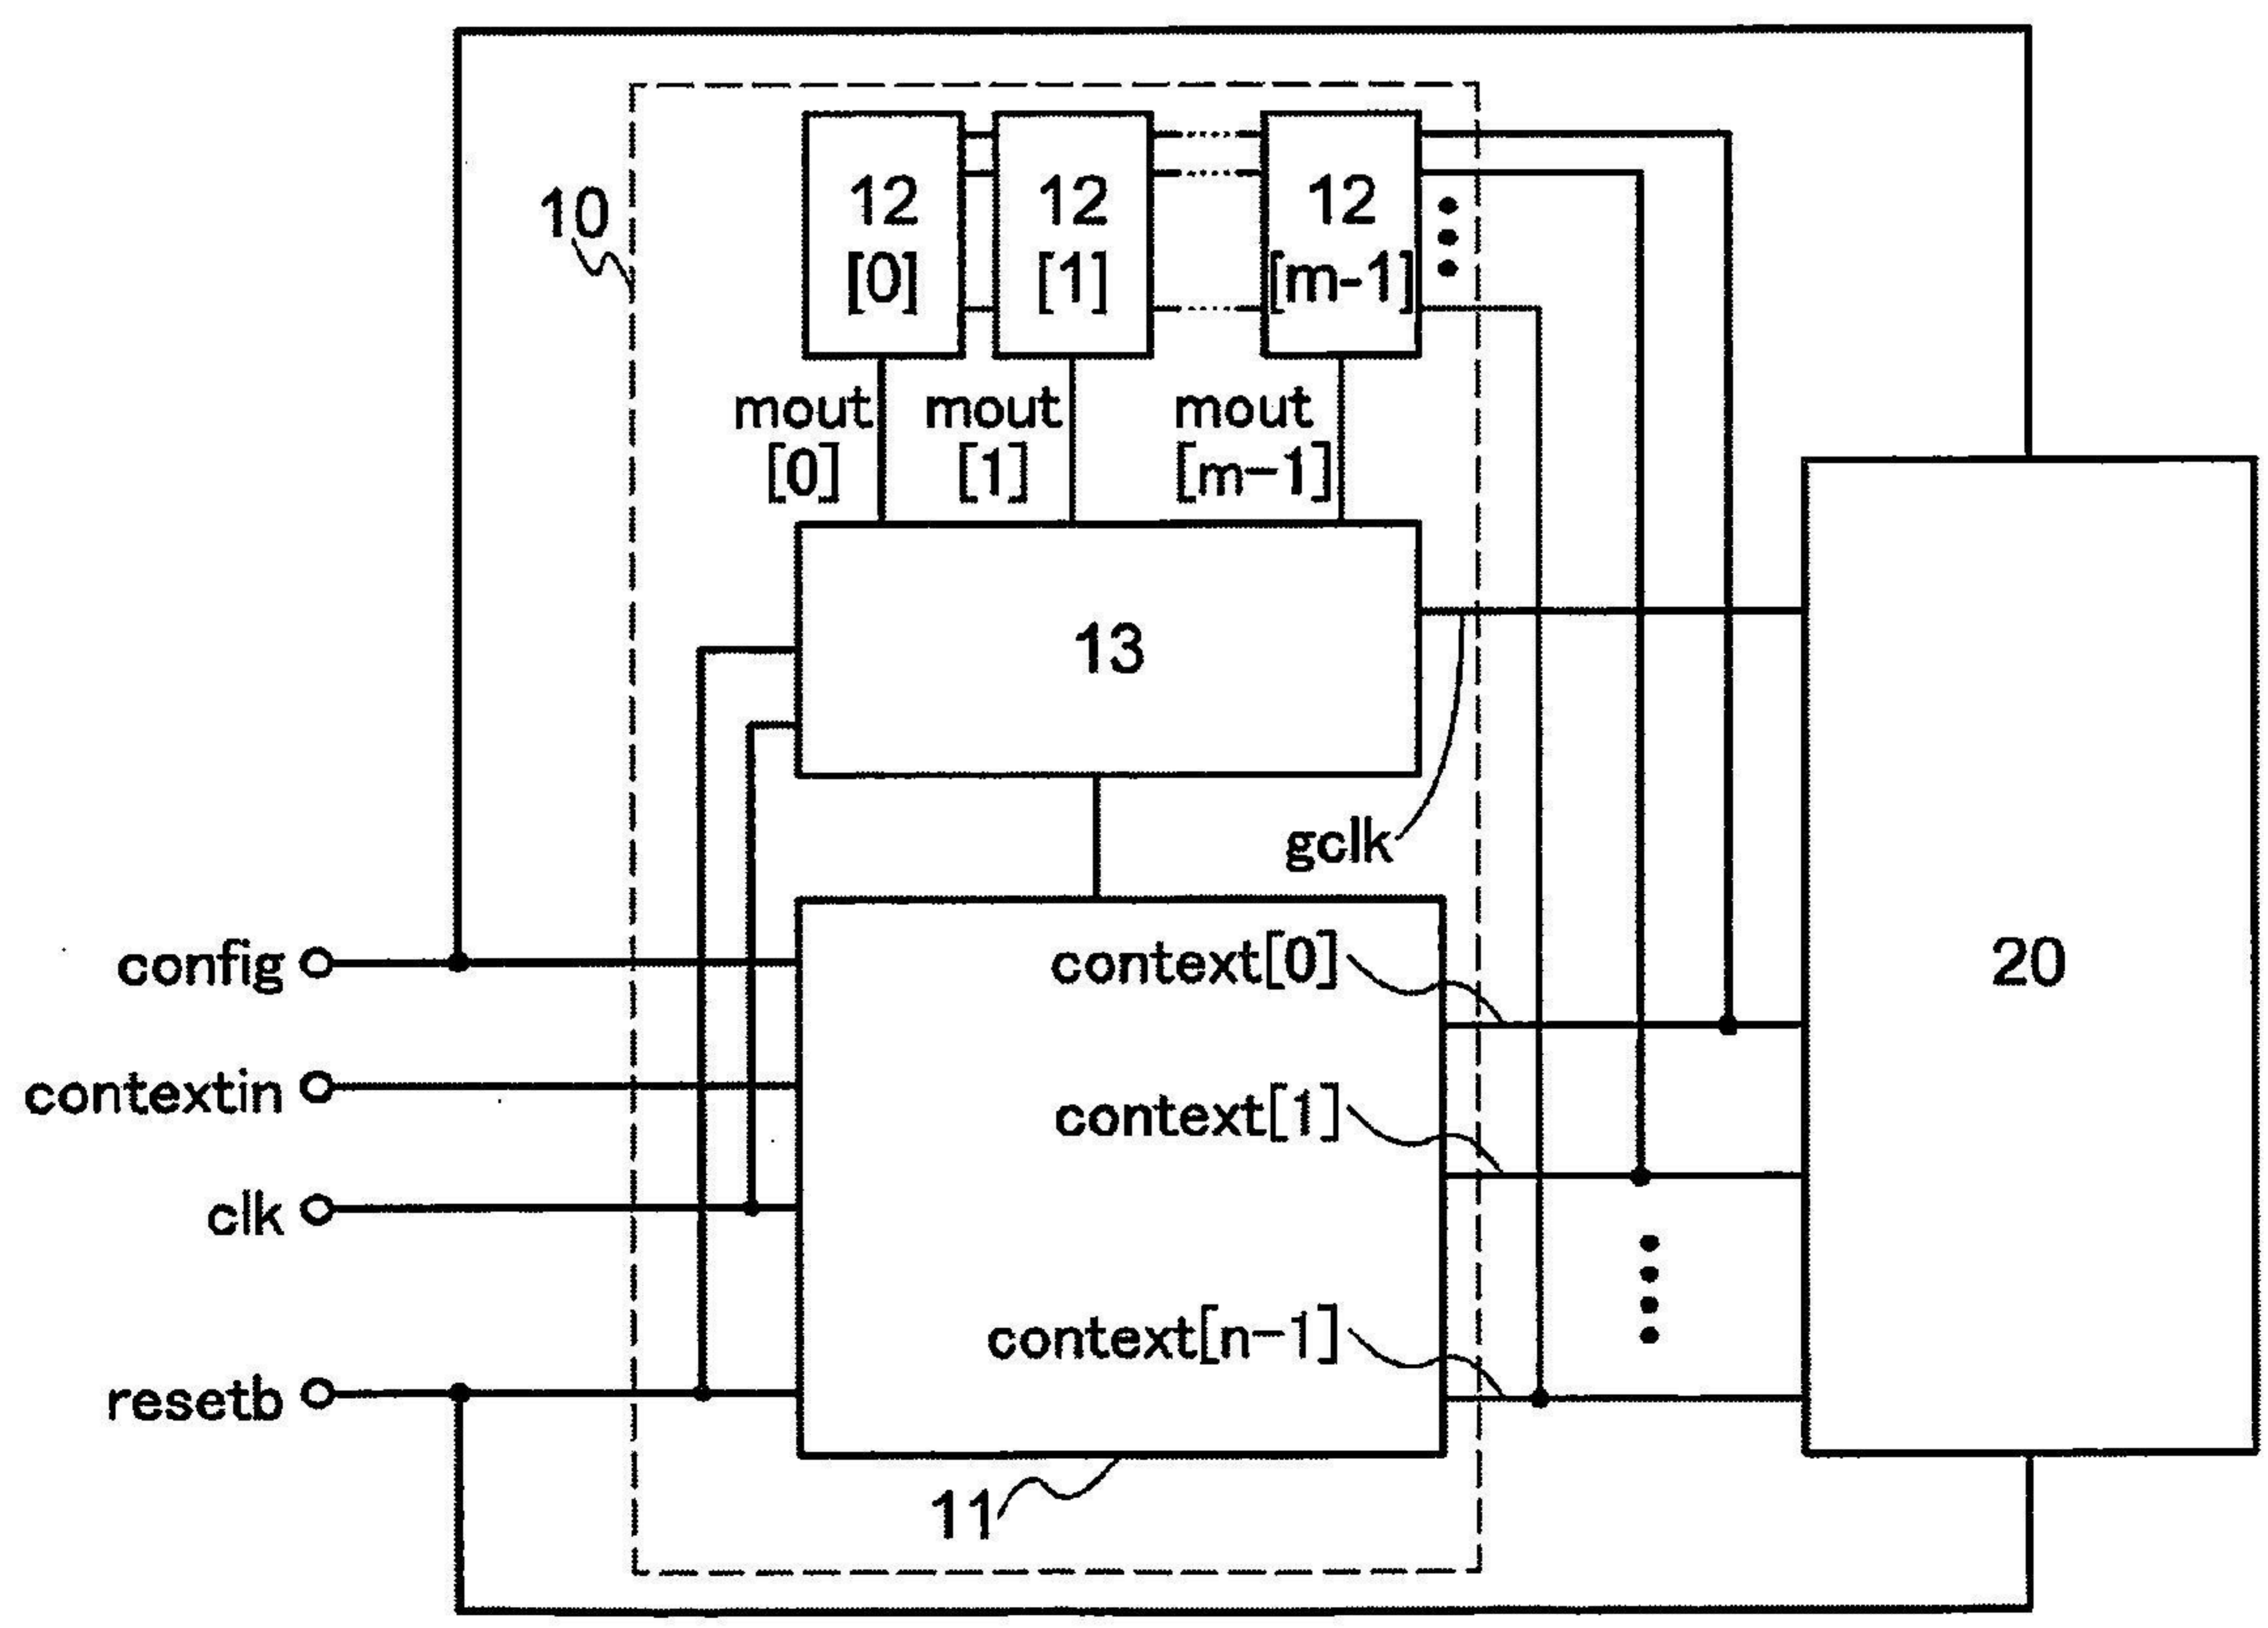 10
12
[0]
12
[1]
12
[m-1]
mout
[0]
mout
[1]
mout
[m-1]
13
gclk
config
contextin
clk
resetb
context[0]
context[1]
context[n-1]
20
11